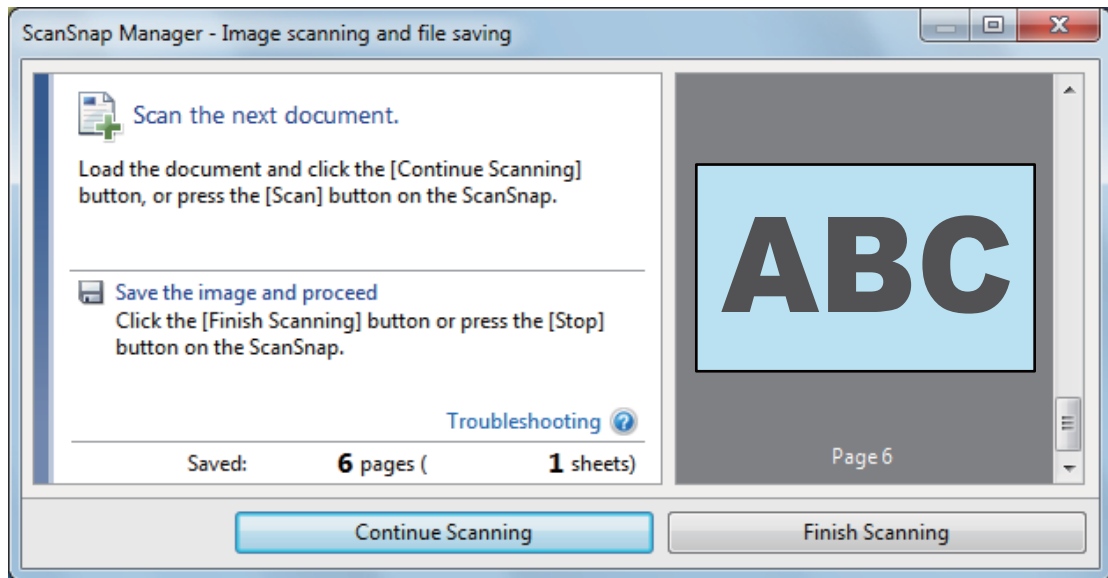 ScanSnap Manager - Image scanning and file saving
Scan the next document.
Load the document and click the [Continue Scanning]
button, or press the [Scan] button on the ScanSnap.
Save the image and proceed
Click the [Finish Scanning] button or press the [Stop]
button on the ScanSnap.
Troubleshooting
Saved: 6 pages ( 1 sheets)
ABC
Page 6
Continue Scanning Finish Scanning